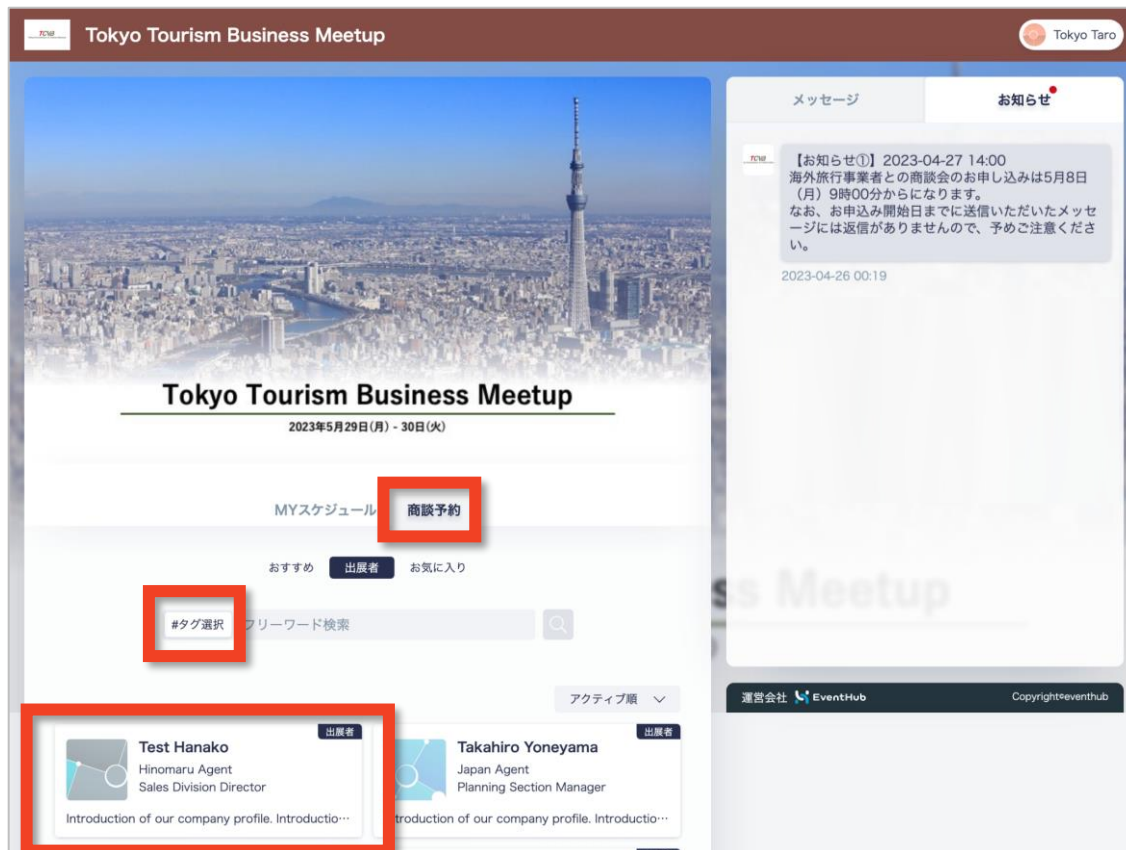 TCVB
Tokyo Tourism Business Meetup
Tokyo Taro
Tokyo Tourism Business Meetup
2023年5月29日(月) - 30日(火)
MYスケジュール
商談予約
おすすめ
出展者
お気に入り
#タグ選択
フリーワード検索
アクティブ順
出展者
Test Hanako
Hinomaru Agent
Sales Division Director
Introduction of our company profile. Introductio…
出展者
Takahiro Yoneyama
Japan Agent
Planning Section Manager
troduction of our company profile. Introductio…
メッセージ
お知らせ
TCVB
【お知らせ①】2023-04-27 14:00
海外旅行事業者との商談会のお申し込みは5月8日
（月）9時00分からになります。
なお、お申込み開始日までに送信いただいたメッセ
ージには返信がありませんので、予めご注意くださ
い。
2023-04-26 00:19
ss Meetup
運営会社 EventHub
Copyright©eventhub